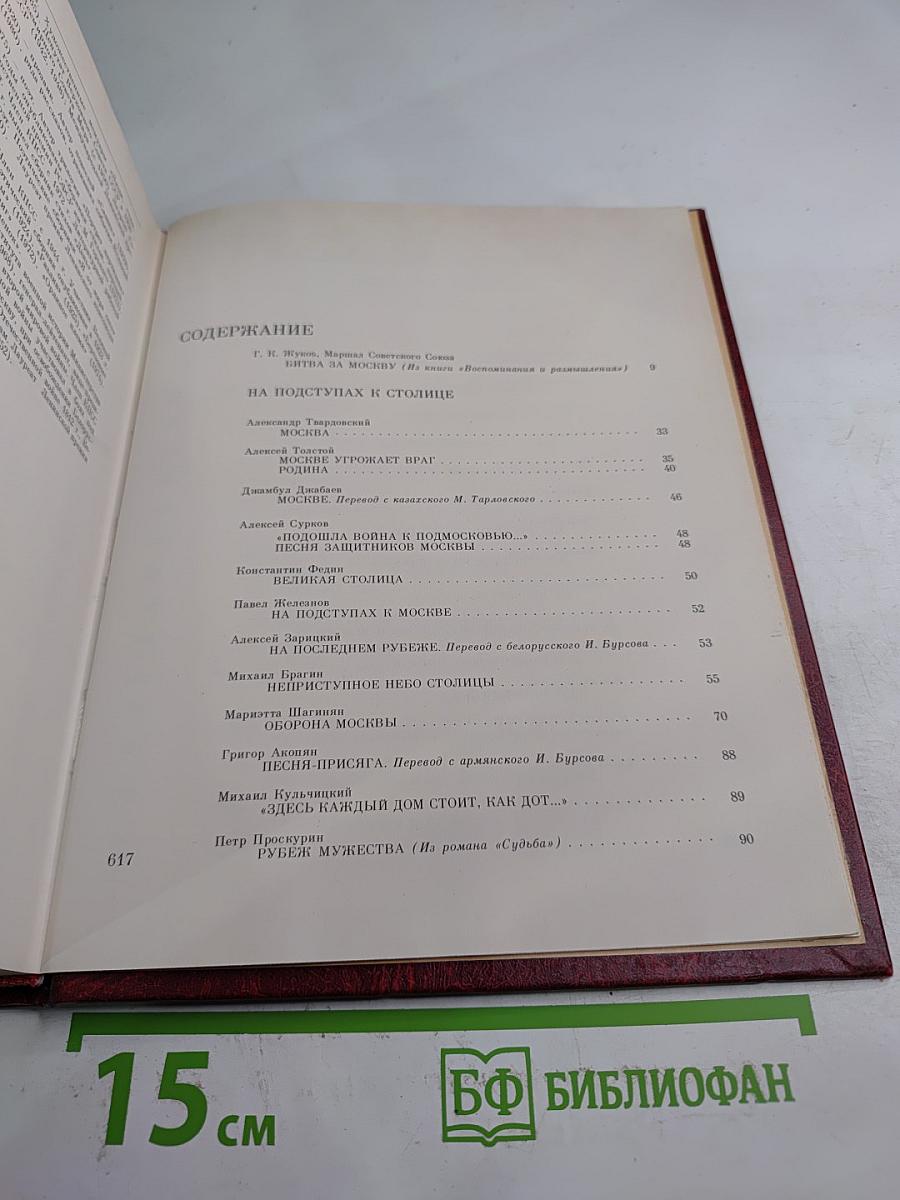 СОДЕРЖАНИЕ
Г. К. Жуков, Маршал Советского Союза
БИТВА ЗА МОСКВУ (Из книги «Воспоминания и размышления») 9
НА ПОДСТУПАХ К СТОЛИЦЕ
Александр Твардовский
МОСКВА 33
Алексей Толстой
МОСКВЕ УГРОЖАЕТ ВРАГ 35
РОДИНА 40
Джамбул Джабаев
МОСКВЕ. Перевод с казахского М. Тарловского 46
Алексей Сурков
«ПОДОШЛА ВОЙНА К ПОДМОСКОВЬЮ...» 48
ПЕСНЯ ЗАЩИТНИКОВ МОСКВЫ 48
Константин Федин
ВЕЛИКАЯ СТОЛИЦА 50
Павел Железнов
НА ПОДСТУПАХ К МОСКВЕ 52
Алексей Зарицкий
НА ПОСЛЕДНЕМ РУБЕЖЕ. Перевод с белорусского И. Бурсова 53
Михаил Брагин
НЕПРИСТУПНОЕ НЕБО СТОЛИЦЫ 55
Мариэтта Шагинян
ОБОРОНА МОСКВЫ 70
Григор Акопян
ПЕСНЯ-ПРИСЯГА. Перевод с армянского И. Бурсова 88
Михаил Кульчицкий
«ЗДЕСЬ КАЖДЫЙ ДОМ СТОИТ, КАК ДОТ...» 89
Петр Проскурин
РУБЕЖ МУЖЕСТВА (Из романа «Судьба») 90
617
15 см
БФ БИБЛИОФАН